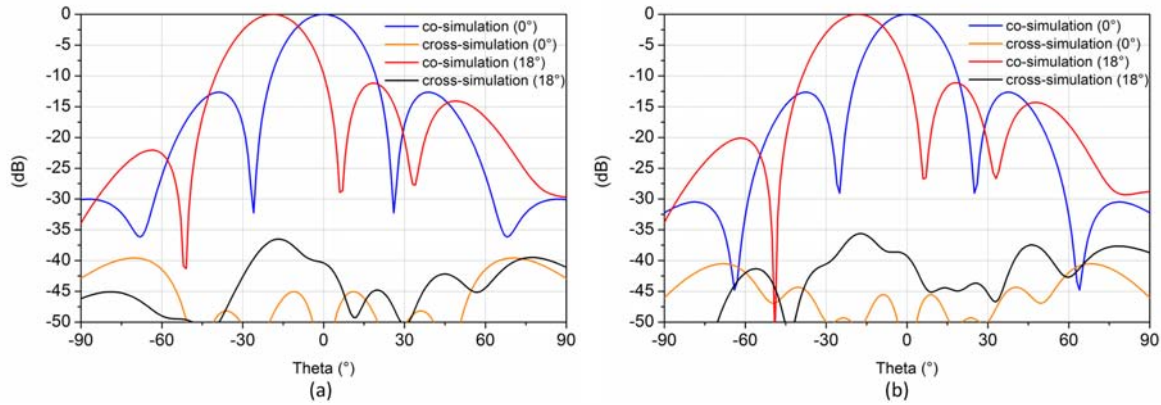 0
-5
-10
-15
-20
-25
-30
-35
-40
-45
-50
(dB)
co-simulation (0°)
cross-simulation (0°)
co-simulation (18°)
cross-simulation (18°)
-90 -60 -30 0 30 60 90
Theta (°)
(a)
0
-5
-10
-15
-20
-25
-30
-35
-40
-45
-50
(dB)
co-simulation (0°)
cross-simulation (0°)
co-simulation (18°)
cross-simulation (18°)
-90 -60 -30 0 30 60 90
Theta (°)
(b)